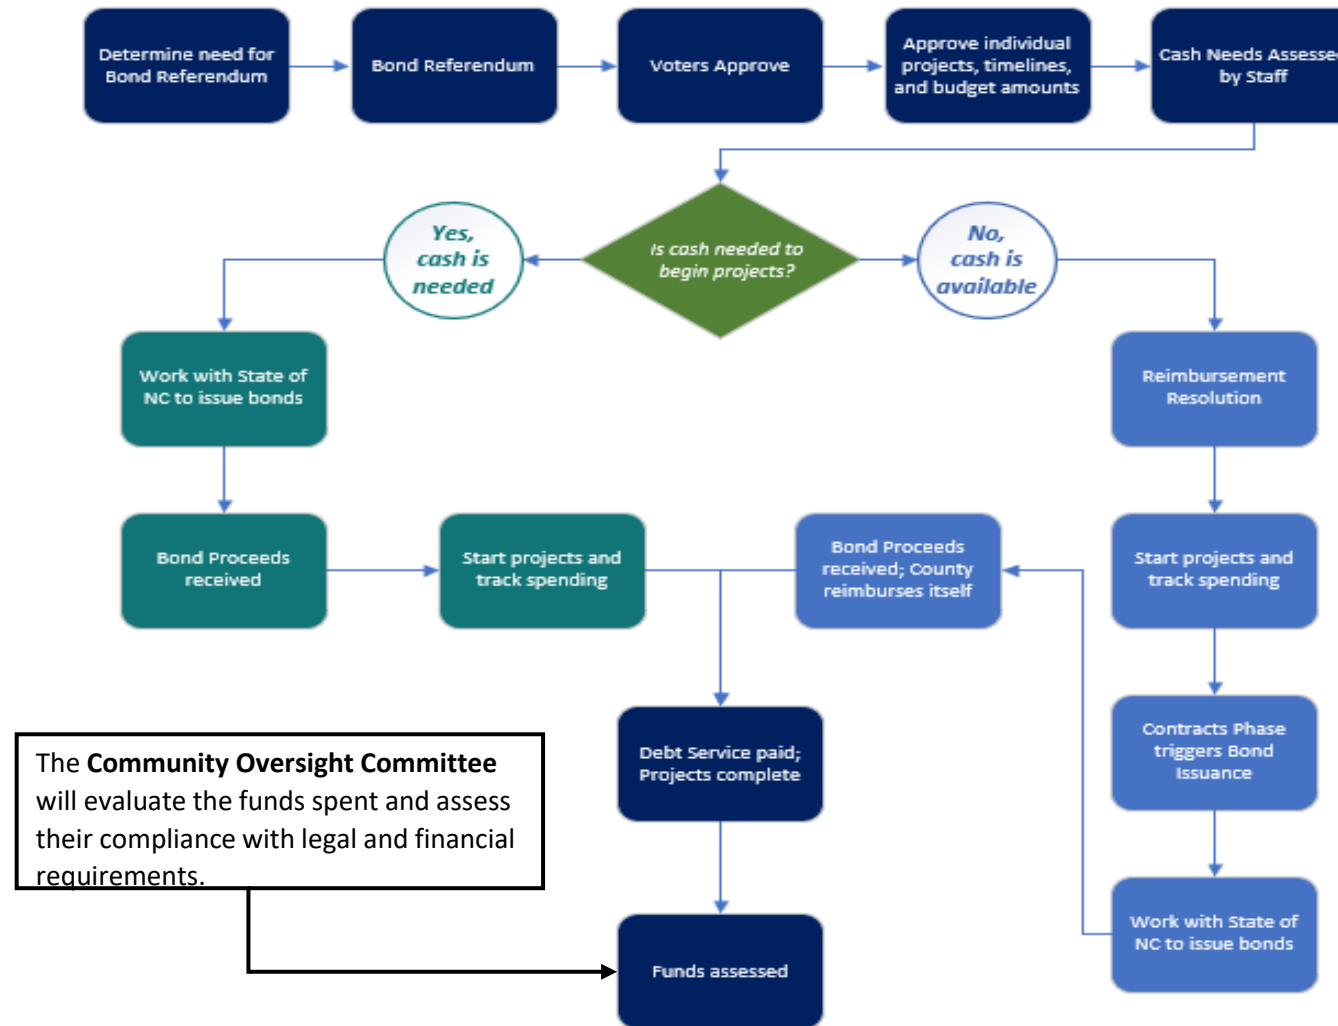 Determine need for
Bond Referendum
Bond Referendum
Voters Approve
Approve individual
projects, timelines,
and budget amounts
Cash Needs Assessed
by Staff
Yes,
cash is
needed
Is cash needed to
begin projects?
No,
cash is
available
Work with State of
NC to issue bonds
Reimbursement
Resolution
Bond Proceeds
received
Start projects and
track spending
Bond Proceeds
received; County
reimburses itself
Start projects and
track spending
The Community Oversight Committee
will evaluate the funds spent and assess
their compliance with legal and financial
requirements.
Debt Service paid;
Projects complete
Contracts Phase
triggers Bond
Issuance
Funds assessed
Work with State of
NC to issue bonds